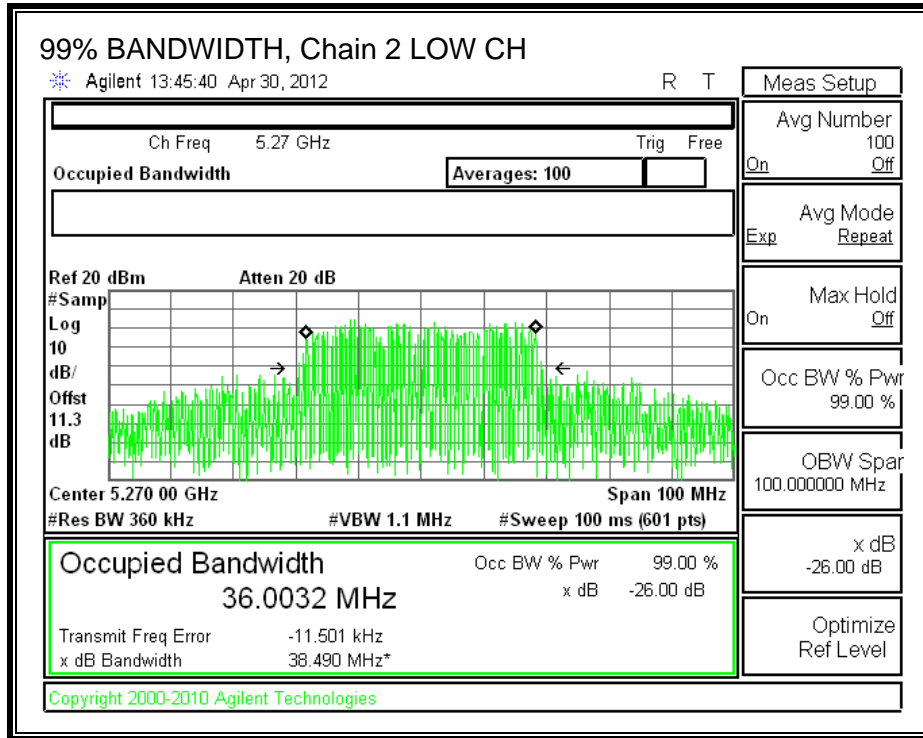 99% BANDWIDTH, Chain 2 LOW CH
Agilent 13:45:40 Apr 30, 2012 R T
Ch Freq 5.27 GHz Trig Free
Occupied Bandwidth Averages: 100
Ref 20 dBm Atten 20 dB
#Samp
Log
10
dB/
Offst
11.3
dB
Center 5.270 00 GHz Span 100 MHz
#Res BW 360 kHz #VBW 1.1 MHz #Sweep 100 ms (601 pts)
Occupied Bandwidth Occ BW % Pwr 99.00 %
36.0032 MHz x dB -26.00 dB
Transmit Freq Error -11.501 kHz
x dB Bandwidth 38.490 MHz*
Copyright 2000-2010 Agilent Technologies
Meas Setup
Avg Number
100
On Off
Avg Mode
Exp Repeat
Max Hold
On Off
Occ BW % Pwr
99.00 %
OBW Span
100.000000 MHz
x dB
-26.00 dB
Optimize
Ref Level